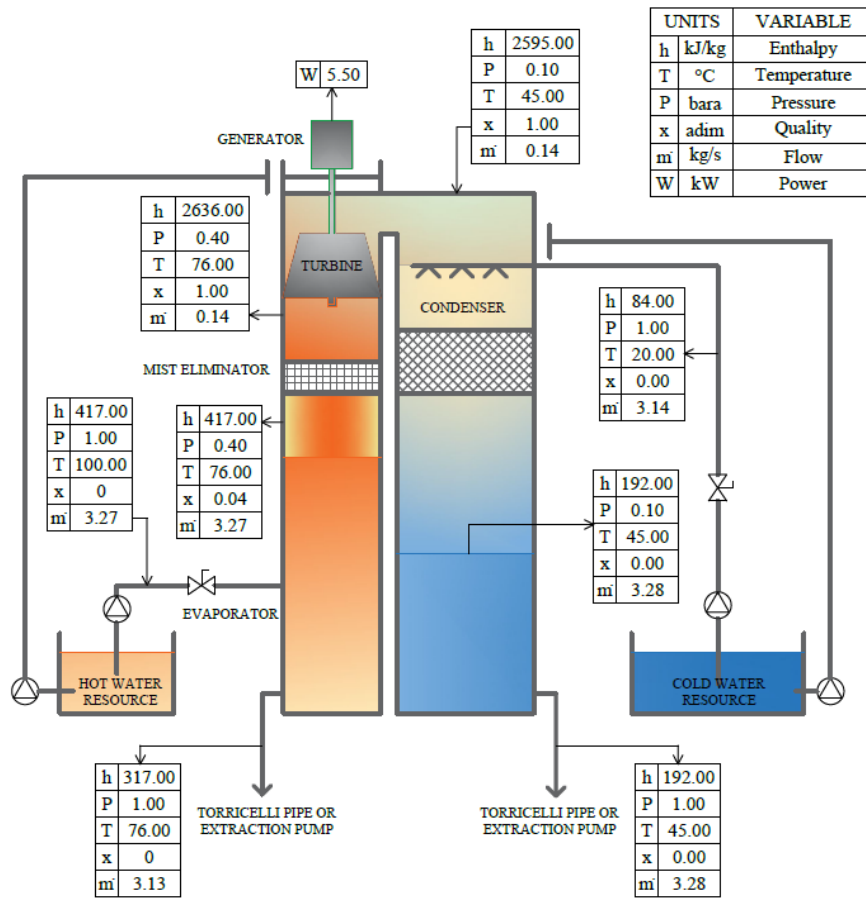 UNITS VARIABLE
h kJ/kg Enthalpy
T °C Temperature
P bara Pressure
x adim Quality
ṁ kg/s Flow
W kW Power
h 2595.00
P 0.10
T 45.00
x 1.00
ṁ 0.14
W 5.50
GENERATOR
h 2636.00
P 0.40
T 76.00
x 1.00
ṁ 0.14
TURBINE
CONDENSER
h 84.00
P 1.00
T 20.00
x 0.00
ṁ 3.14
MIST ELIMINATOR
h 417.00
P 1.00
T 100.00
x 0
ṁ 3.27
h 417.00
P 0.40
T 76.00
x 0.04
ṁ 3.27
h 192.00
P 0.10
T 45.00
x 0.00
ṁ 3.28
EVAPORATOR
HOT WATER
RESOURCE
COLD WATER
RESOURCE
h 317.00
P 1.00
T 76.00
x 0
ṁ 3.13
TORRICELLI PIPE OR
EXTRACTION PUMP
TORRICELLI PIPE OR
EXTRACTION PUMP
h 192.00
P 1.00
T 45.00
x 0.00
ṁ 3.28